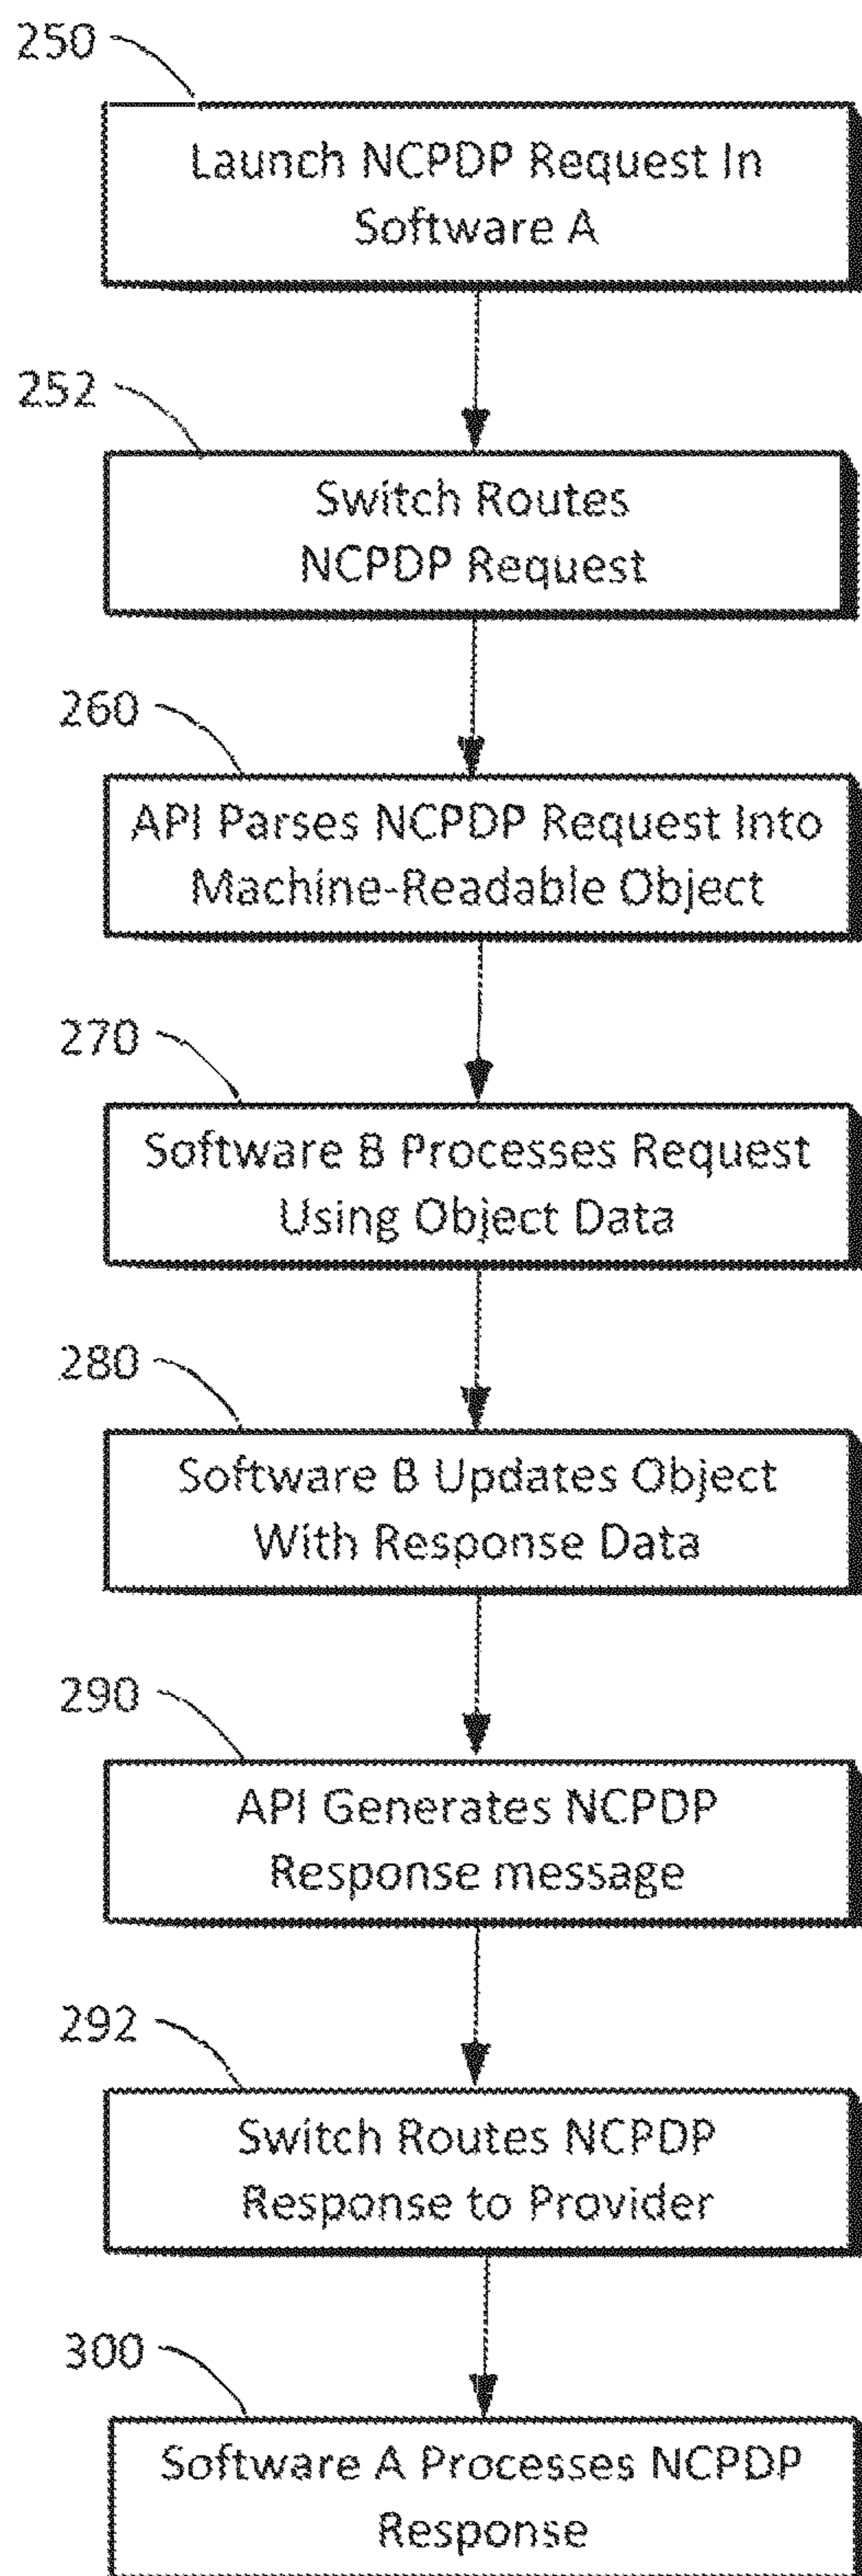 250
Launch NCPDP Request In
Software A
252
Switch Routes
NCPDP Request
260
API Parses NCPDP Request Into
Machine-Readable Object
270
Software B Processes Request
Using Object Data
280
Software B Updates Object
With Response Data
290
API Generates NCPDP
Response message
292
Switch Routes NCPDP
Response to Provider
300
Software A Processes NCPDP
Response